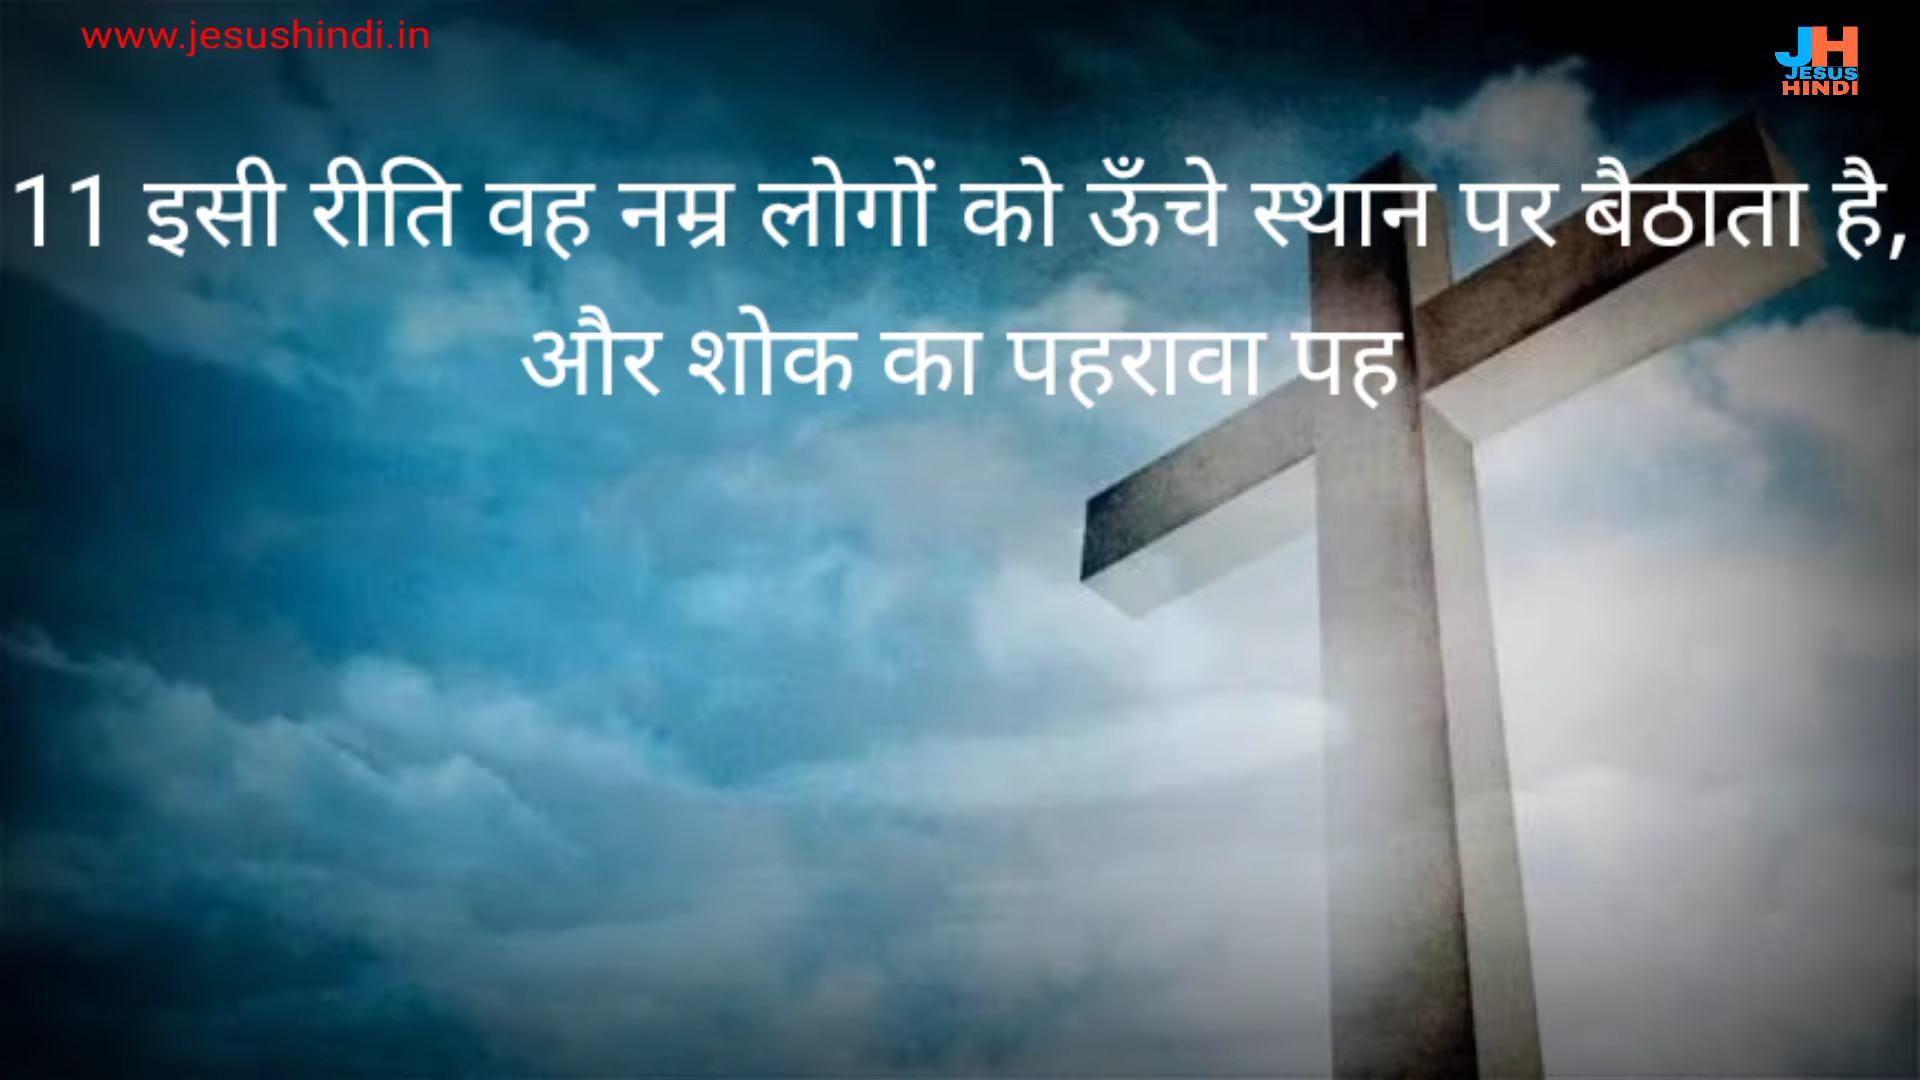 www.jesushindi.in
JH
JESUS
HINDI
11 इसी रीति वह नम्र लोगों को ऊँचे स्थान पर बैठाता है,
और शोक का पहरावा पह